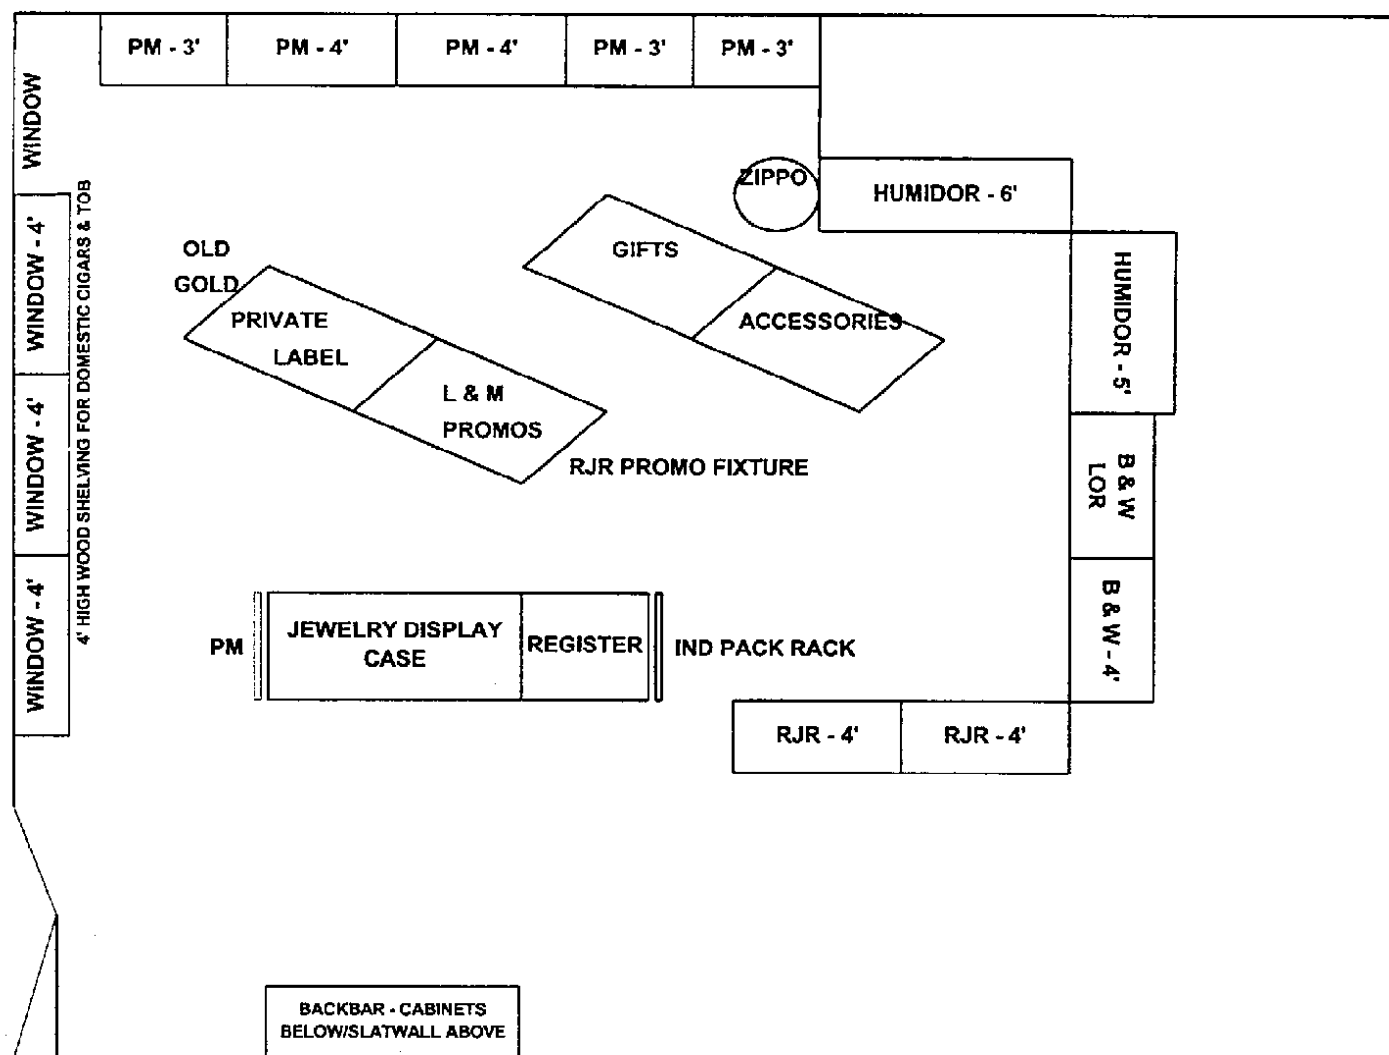 PM - 3'
PM - 4'
PM - 4'
PM - 3'
PM - 3'
WINDOW
ZIPPO
HUMIDOR - 6'
WINDOW - 4'
4' HIGH WOOD SHELVING FOR DOMESTIC CIGARS & TOB
OLD
GOLD
GIFTS
HUMIDOR - 5'
PRIVATE
LABEL
ACCESSORIES
L & M
PROMOS
WINDOW - 4'
RJR PROMO FIXTURE
B & W
LOR
WINDOW - 4'
PM
JEWELRY DISPLAY
CASE
REGISTER
IND PACK RACK
B & W - 4'
RJR - 4'
RJR - 4'
BACKBAR - CABINETS
BELOW/SLATWALL ABOVE